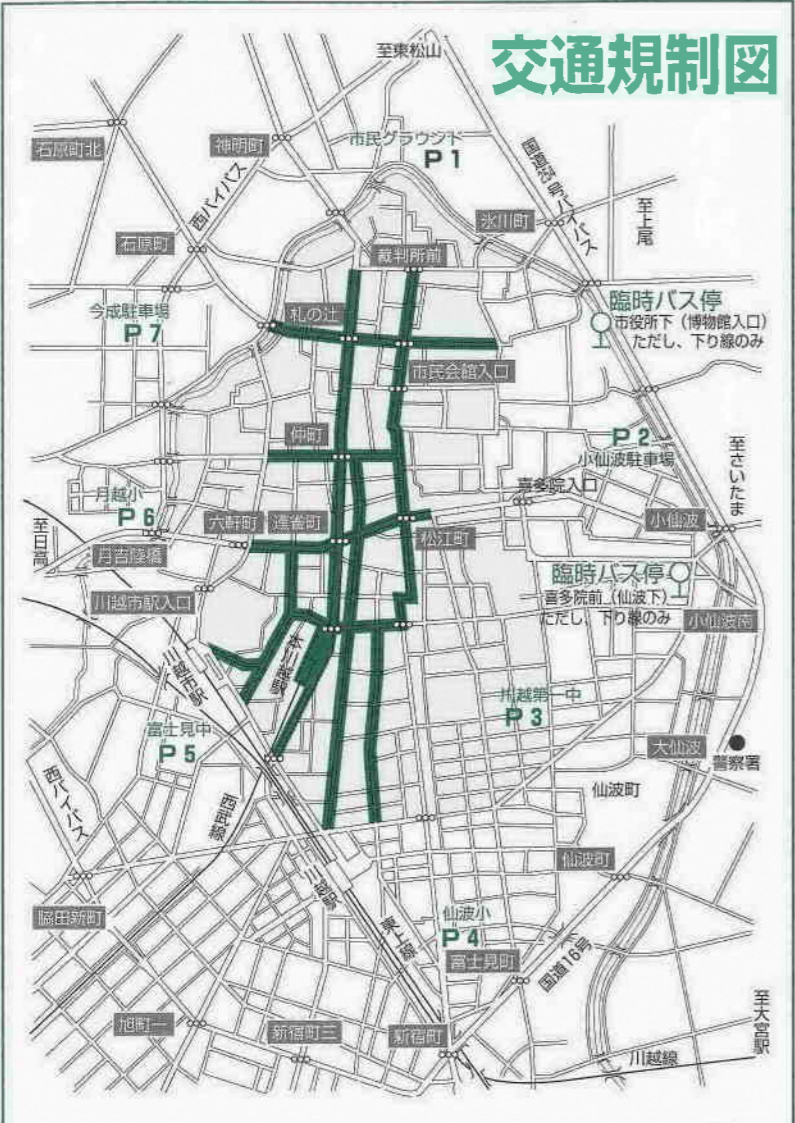 交通規制図
至東松山
市民グラウンド
P1
石原町北
神明町
西バイパス
国道254号バイパス
氷川町
至上尾
石原町
裁判所前
今成駐車場
P7
札の辻
臨時バス停
市役所下（博物館入口）
ただし、下り線のみ
市民会館入口
仲町
P2
小仙波駐車場
至さいたま
喜多院入口
月越小
P6
六軒町
連雀町
小仙波
至日高
月吉陸橋
松江町
臨時バス停
喜多院前（仙波下）
ただし、下り線のみ
川越市駅入口
小仙波南
本川越駅
川越市駅
川越第一中
P3
富士見中
P5
大仙波
警察署
西バイパス
西武線
仙波町
仙波町
川越駅
脇田新町
東上線
仙波小
P4
富士見町
国道16号
旭町一
新宿町三
新宿町
至大宮駅
川越線